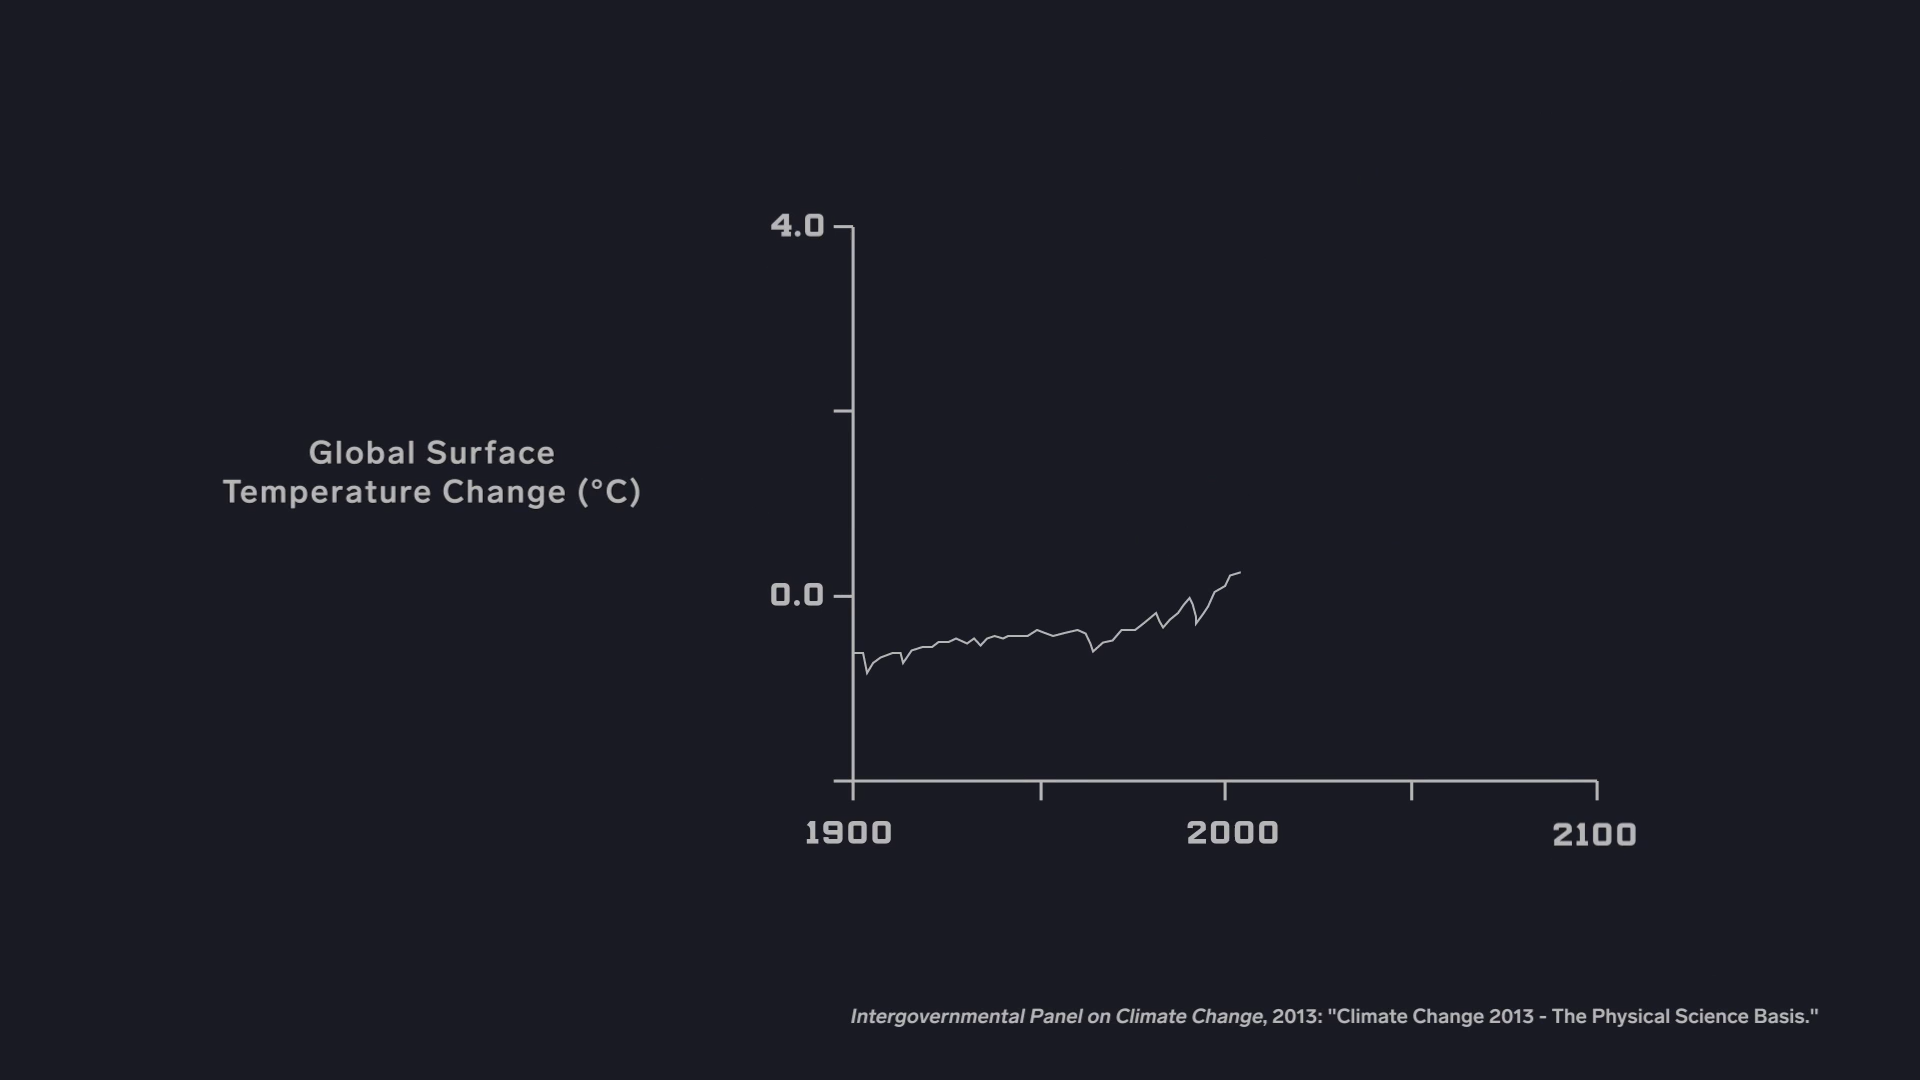 4.0
Global Surface
Temperature Change (°C)
0.0
1900
2000
2100
Intergovernmental Panel on Climate Change, 2013: "Climate Change 2013 - The Physical Science Basis."